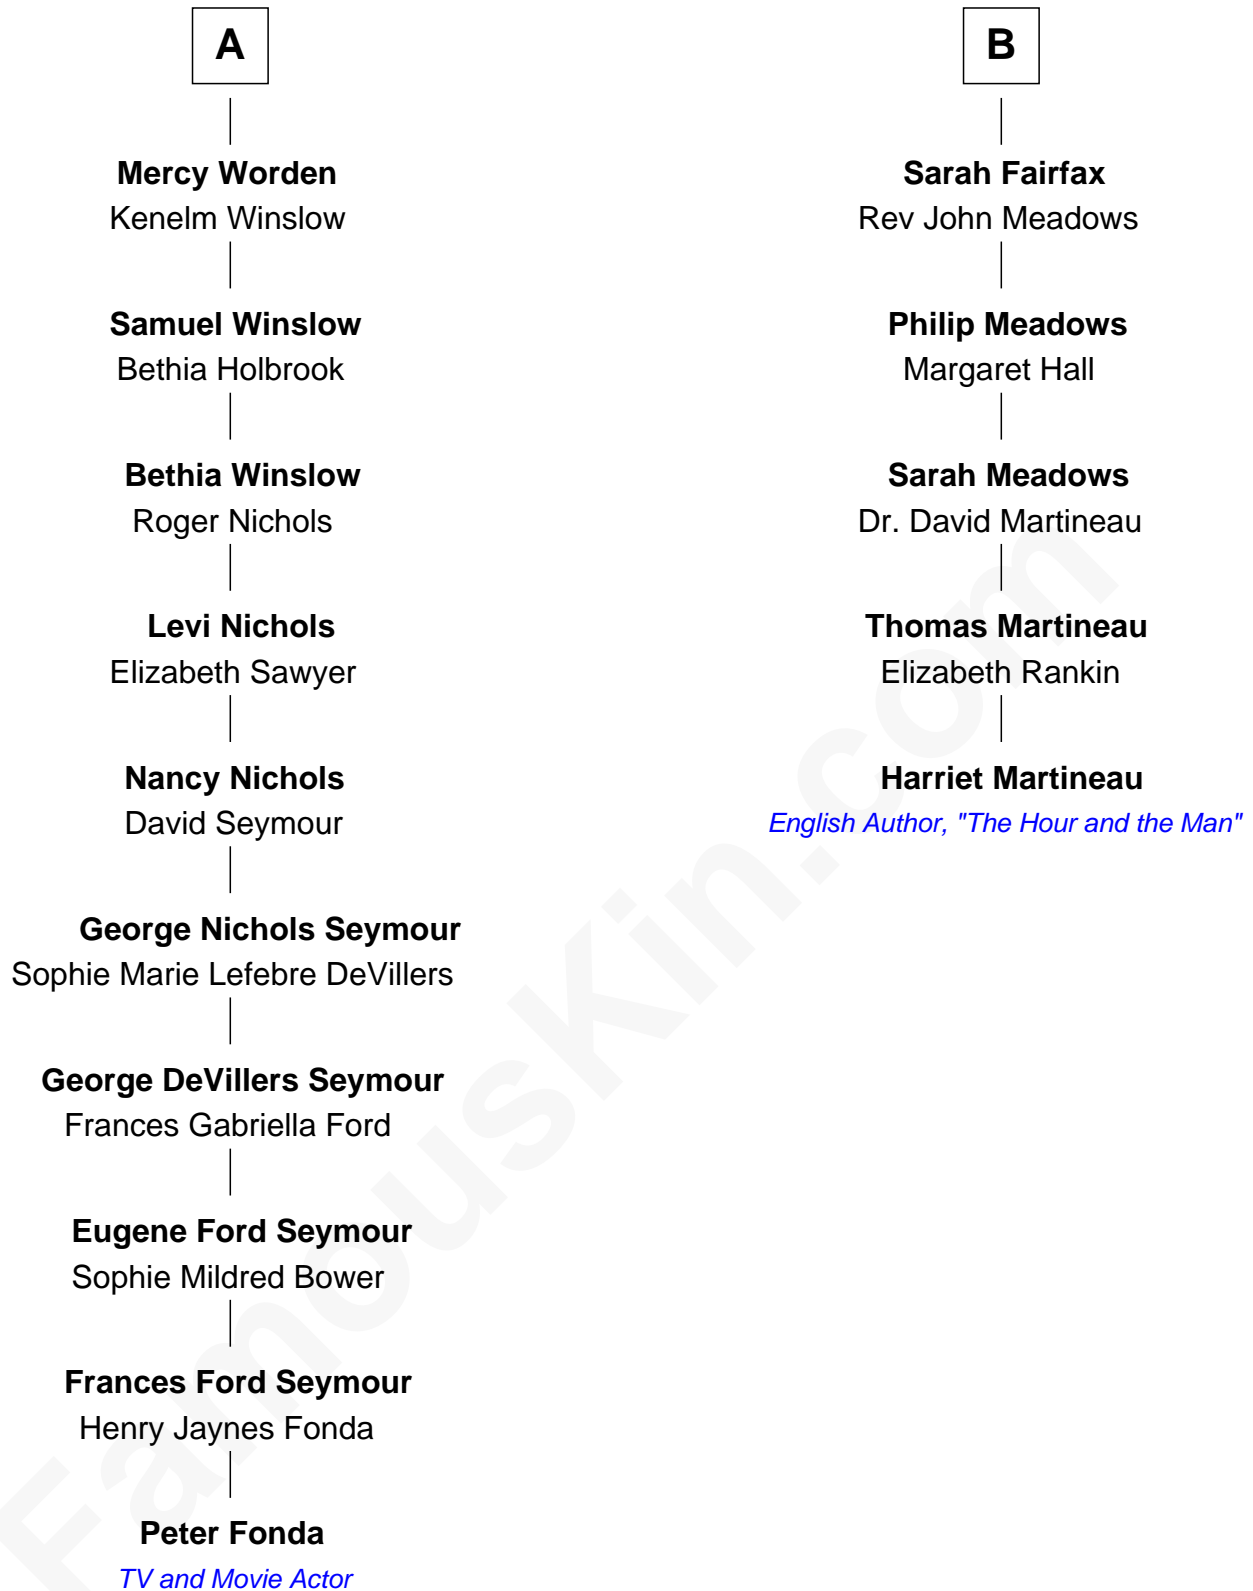 A
Mercy Worden
Kenelm Winslow
Samuel Winslow
Bethia Holbrook
Bethia Winslow
Roger Nichols
Levi Nichols
Elizabeth Sawyer
Nancy Nichols
David Seymour
George Nichols Seymour
Sophie Marie Lefebre DeVillers
George DeVillers Seymour
Frances Gabriella Ford
Eugene Ford Seymour
Sophie Mildred Bower
Frances Ford Seymour
Henry Jaynes Fonda
Peter Fonda
TV and Movie Actor
B
Sarah Fairfax
Rev John Meadows
Philip Meadows
Margaret Hall
Sarah Meadows
Dr. David Martineau
Thomas Martineau
Elizabeth Rankin
Harriet Martineau
English Author, "The Hour and the Man"
FamousKin.com